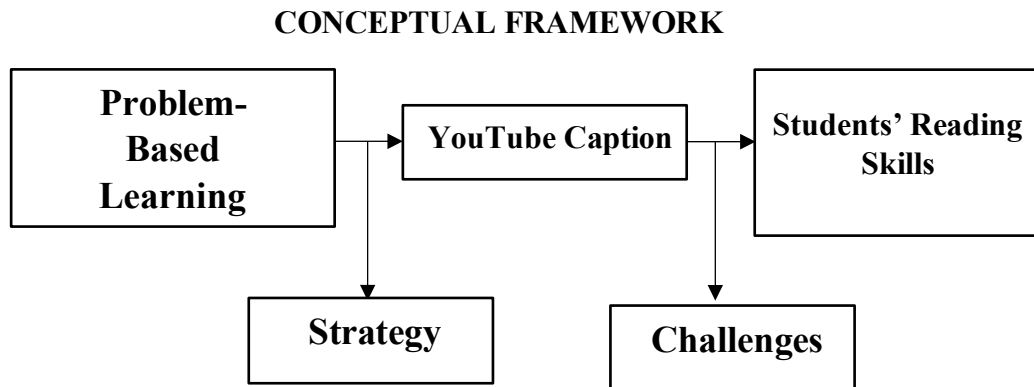 CONCEPTUAL FRAMEWORK
Problem-
Based
Learning
YouTube Caption
Students’ Reading
Skills
Strategy
Challenges